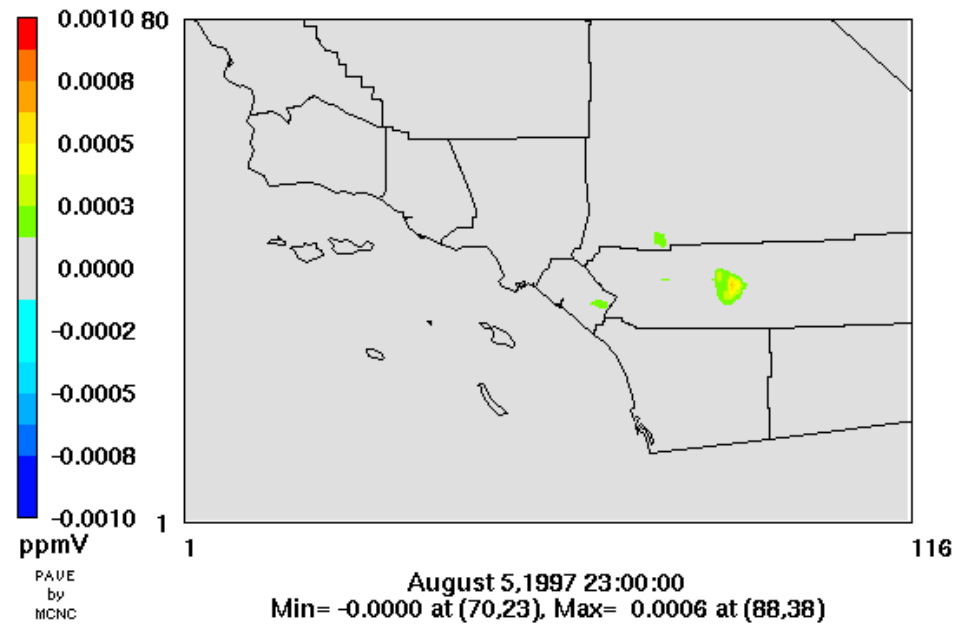 0.0010 80
0.0008
0.0005
0.0003
0.0000
-0.0002
-0.0005
-0.0008
-0.0010 1
ppmV 1 116
PAVE
by
MCNC
August 5,1997 23:00:00
Min= -0.0000 at (70,23), Max= 0.0006 at (88,38)